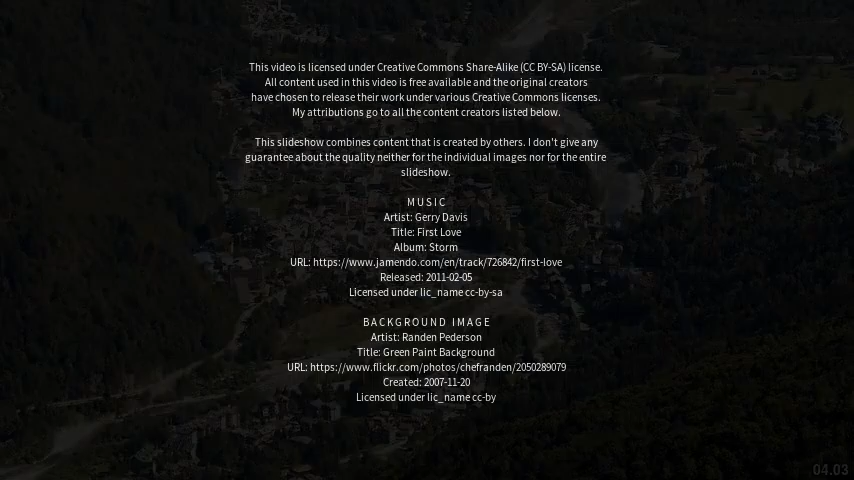 This video is licensed under Creative Commons Share-Alike (CC BY-SA) license.
All content used in this video is free available and the original creators
have chosen to release their work under various Creative Commons licenses.
My attributions go to all the content creators listed below.
This slideshow combines content that is created by others. I don't give any
guarantee about the quality neither for the individual images nor for the entire
slideshow.
MUSIC
Artist: Gerry Davis
Title: First Love
Album: Storm
URL: https://www.jamendo.com/en/track/726842/first-love
Released: 2011-02-05
Licensed under lic_name cc-by-sa
BACKGROUND IMAGE
Artist: Randen Pederson
Title: Green Paint Background
URL: https://www.flickr.com/photos/chefranden/2050289079
Created: 2007-11-20
Licensed under lic_name cc-by
04.03